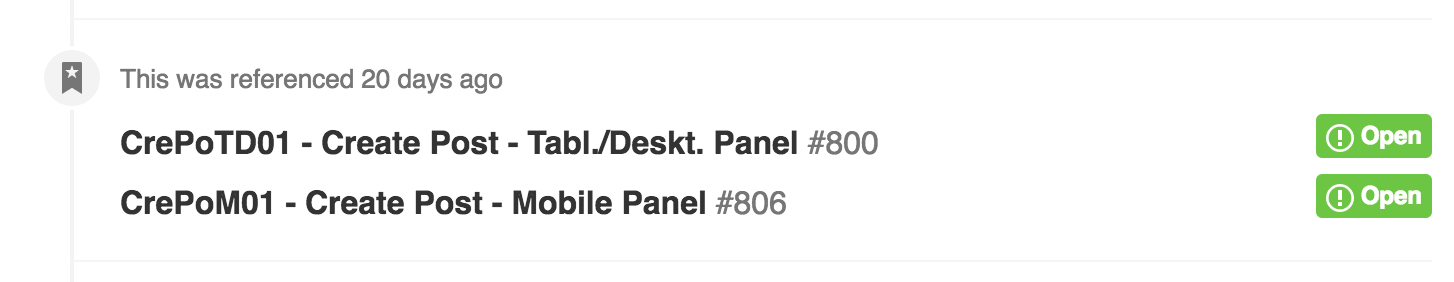 This was referenced 20 days ago
CrePoTD01 - Create Post - Tabl./Deskt. Panel #800
Open
CrePoM01 - Create Post - Mobile Panel #806
Open